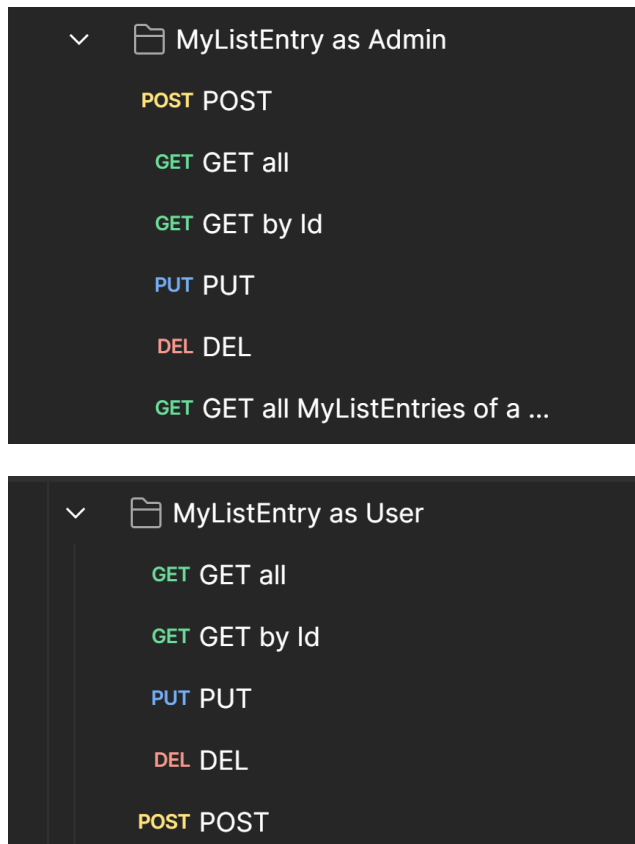 MyListEntry as Admin
POST POST
GET GET all
GET GET by Id
PUT PUT
DEL DEL
GET GET all MyListEntries of a ...
MyListEntry as User
GET GET all
GET GET by Id
PUT PUT
DEL DEL
POST POST